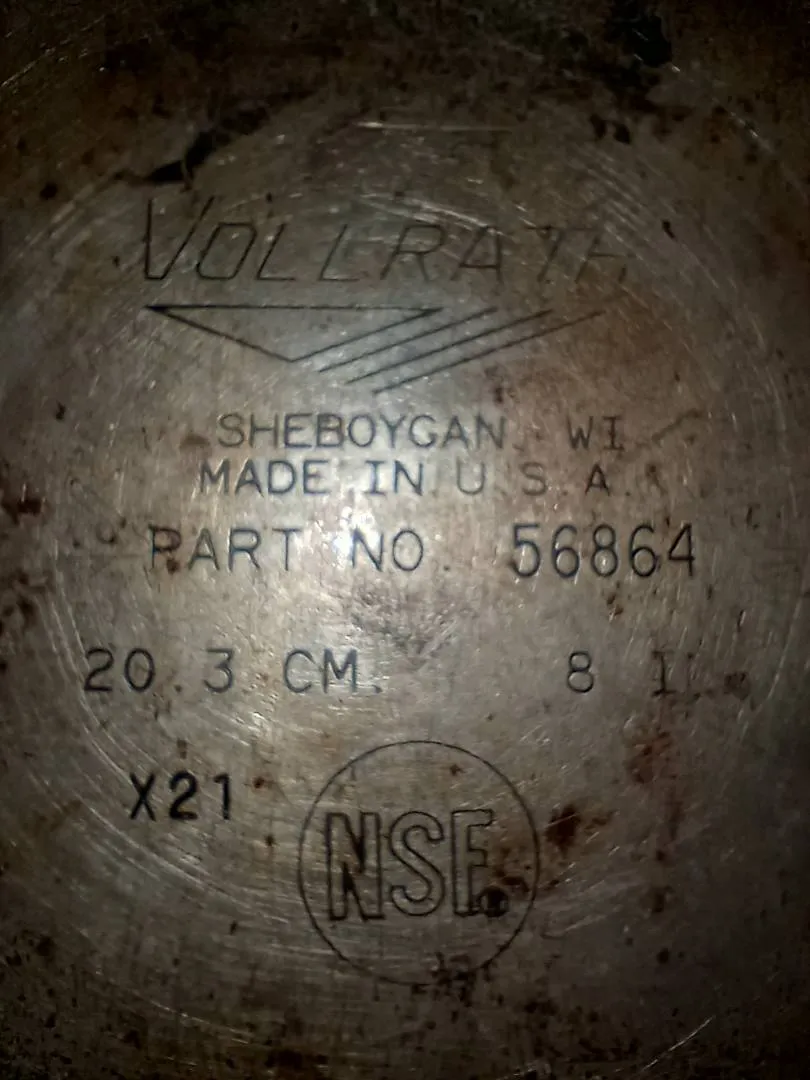 VOLLRATH
SHEBOYGAN, WI
MADE IN U.S.A.
PART NO. 56864
20.3 CM. 8
X21
NSF®